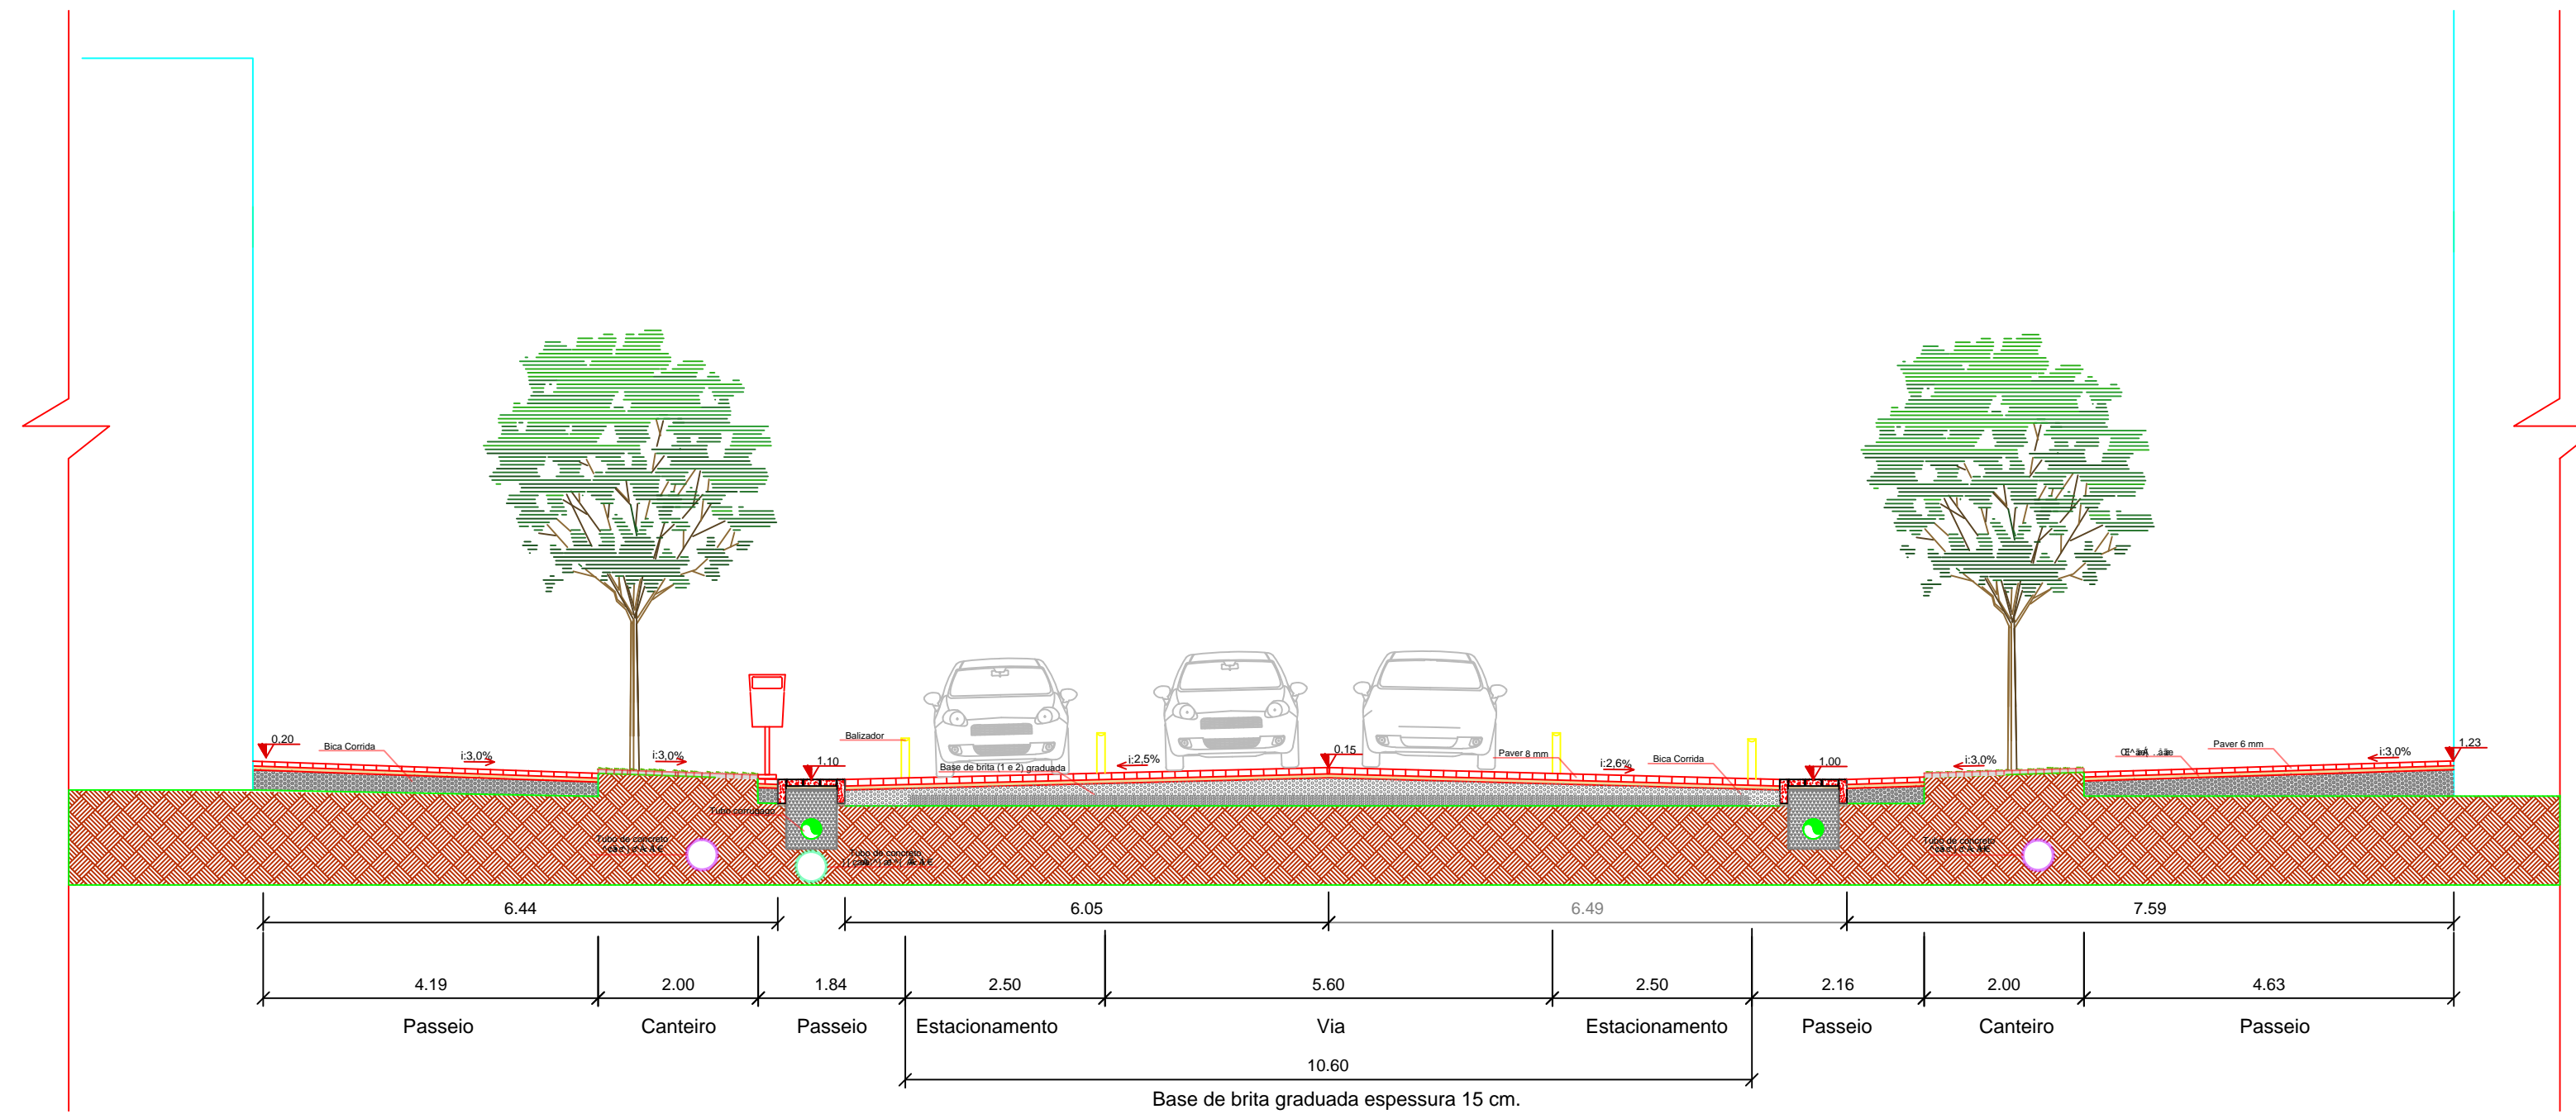 0.20
Bica Corrida
i:3,0%
i:3,0%
1.10
Balizador
Base de brita (1 e 2) graduada
i:2,5%
0.15
Paver 8 mm
i:2,6%
Bica Corrida
1.00
i:3,0%
Paver 6 mm
i:3,0%
1.23
Tubo corrugado
Tubo de concreto
Tubo de concreto
Tubo de concreto
6.44
6.05
6.49
7.59
4.19
2.00
1.84
2.50
5.60
2.50
2.16
2.00
4.63
Passeio
Canteiro
Passeio
Estacionamento
Via
Estacionamento
Passeio
Canteiro
Passeio
10.60
Base de brita graduada espessura 15 cm.